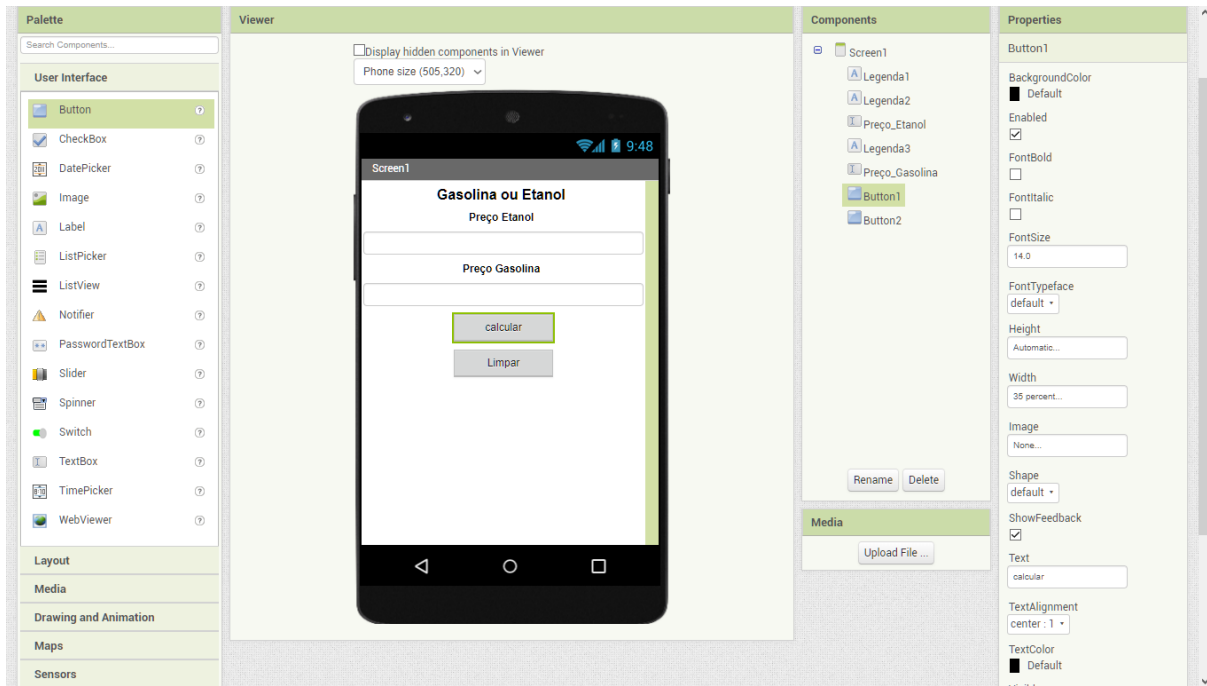 Palette
Search Components...
User Interface
Button
CheckBox
DatePicker
Image
Label
ListPicker
ListView
Notifier
PasswordTextBox
Slider
Spinner
Switch
TextBox
TimePicker
WebViewer
Layout
Media
Drawing and Animation
Maps
Sensors
Viewer
Display hidden components in Viewer
Phone size (505,320)
9:48
Screen1
Gasolina ou Etanol
Preço Etanol
Preço Gasolina
calcular
Limpar
Components
Screen1
Legenda1
Legenda2
Preço_Etanol
Legenda3
Preço_Gasolina
Button1
Button2
Rename Delete
Media
Upload File ...
Properties
Button1
BackgroundColor
Default
Enabled
FontBold
FontItalic
FontSize
14.0
FontTypeface
default
Height
Automatic...
Width
35 percent...
Image
None...
Shape
default
ShowFeedback
Text
calcular
TextAlignment
center : 1
TextColor
Default